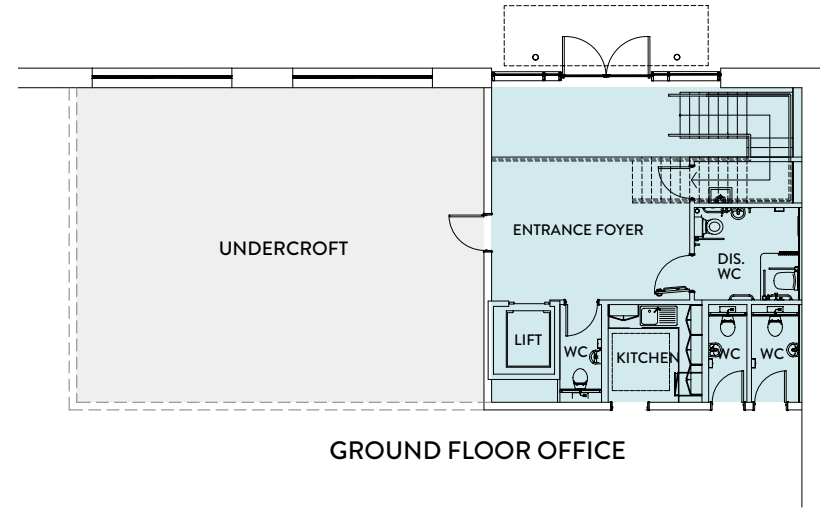 ENTRANCE FOYER
UNDERCROFT
DIS.
WC
LIFT
WC
KITCHEN
WC
WC
GROUND FLOOR OFFICE